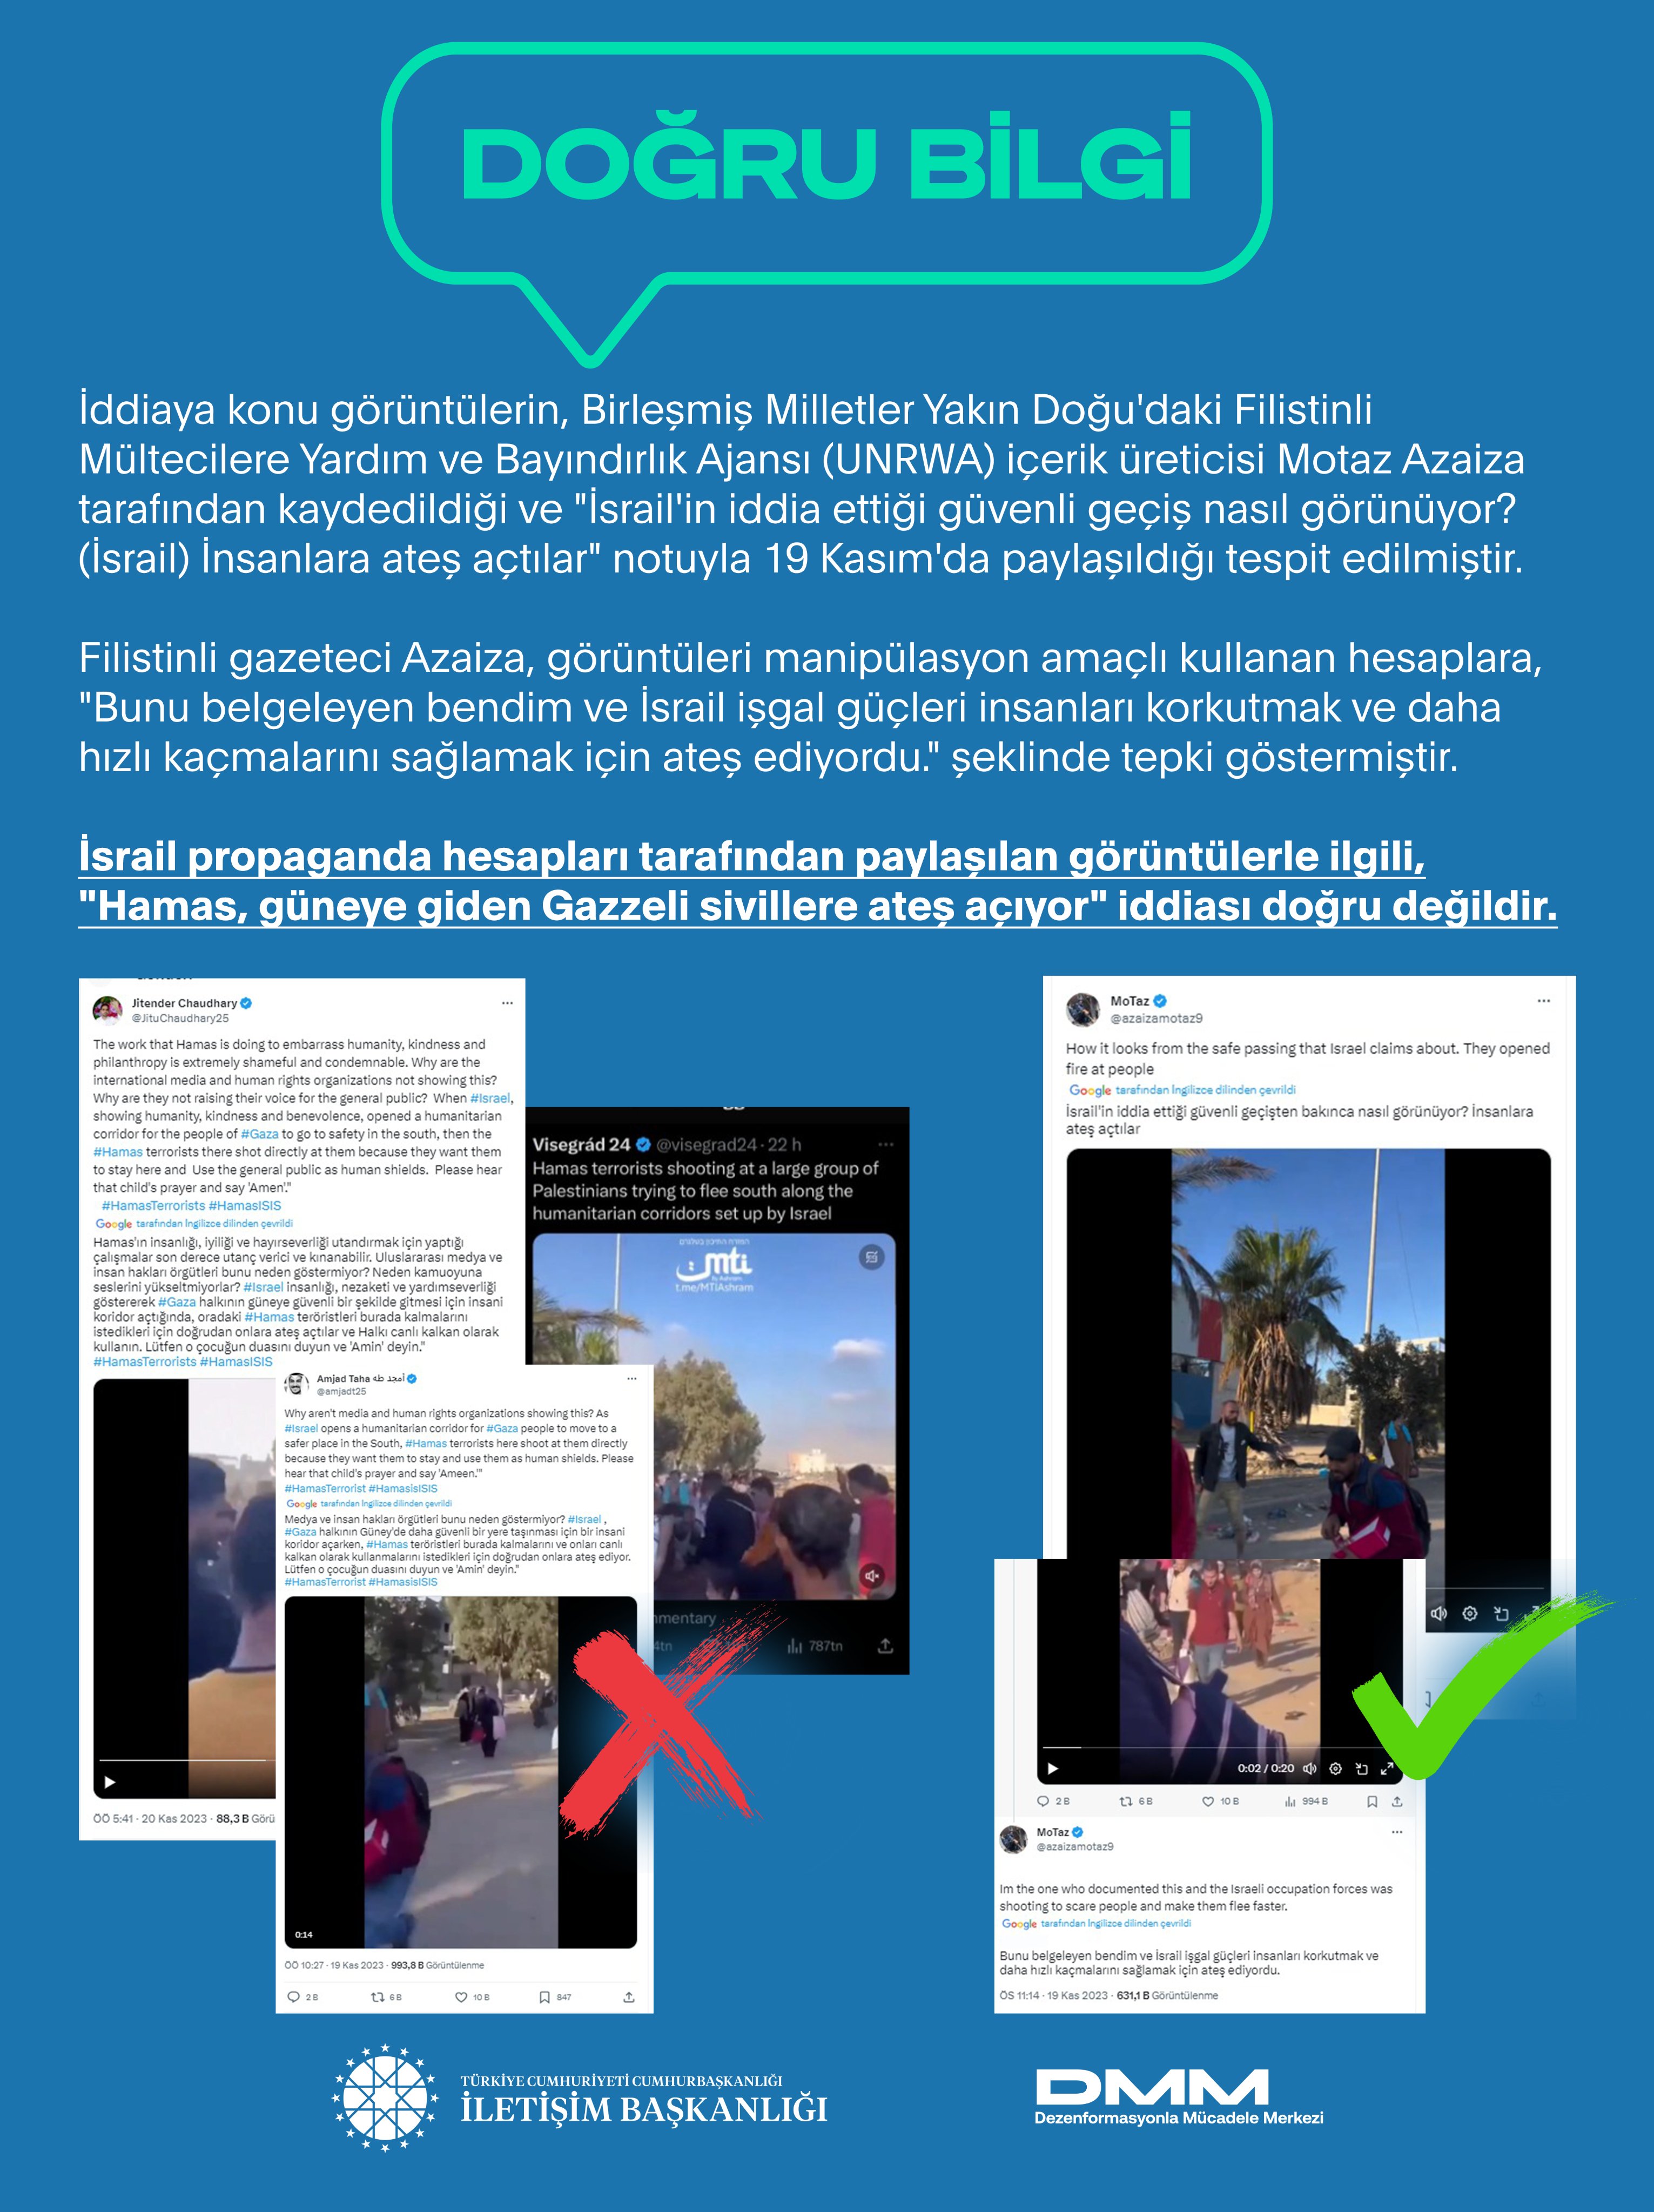 DOĞRU BİLGİ
İddiaya konu görüntülerin, Birleşmiş Milletler Yakın Doğu'daki Filistinli
Mültecilere Yardım ve Bayındırlık Ajansı (UNRWA) içerik üreticisi Motaz Azaiza
tarafından kaydedildiği ve "İsrail'in iddia ettiği güvenli geçiş nasıl görünüyor?
(İsrail) İnsanlara ateş açtılar" notuyla 19 Kasım'da paylaşıldığı tespit edilmiştir.
Filistinli gazeteci Azaiza, görüntüleri manipülasyon amaçlı kullanan hesaplara,
"Bunu belgeleyen bendim ve İsrail işgal güçleri insanları korkutmak ve daha
hızlı kaçmalarını sağlamak için ateş ediyordu." şeklinde tepki göstermiştir.
İsrail propaganda hesapları tarafından paylaşılan görüntülerle ilgili,
"Hamas, güneye giden Gazzeli sivillere ateş açıyor" iddiası doğru değildir.
Jitender Chaudhary
@JituChaudhary25
The work that Hamas is doing to embarrass humanity, kindness and
philanthropy is extremely shameful and condemnable. Why are the
international media and human rights organizations not showing this?
Why are they not raising their voice for the general public? When #Israel,
showing humanity, kindness and benevolence, opened a humanitarian
corridor for the people of #Gaza to go to safety in the south, then the
#Hamas terrorists there shot directly at them because they want them
to stay here and Use the general public as human shields. Please hear
that child's prayer and say 'Amen'."
#HamasTerrorists #HamasISIS
Google tarafından İngilizce dilinden çevrildi
Hamas'ın insanlığı, iyiliği ve hayırseverliği utandırmak için yaptığı
çalışmalar son derece utanç verici ve kınanabilir. Uluslararası medya ve
insan hakları örgütleri bunu neden göstermiyor? Neden kamuoyuna
seslerini yükseltmiyorlar? #Israel insanlığı, nezaketi ve yardımseverliği
göstererek #Gaza halkının güneye güvenli bir şekilde gitmesi için insani
koridor açtığında, oradaki #Hamas teröristleri burada kalmalarını
istedikleri için doğrudan onlara ateş açtılar ve Halkı canlı kalkan olarak
kullanın. Lütfen o çocuğun duasını duyun ve 'Amin' deyin."
#HamasTerrorists #HamasISIS
ÖÖ 5:41 · 20 Kas 2023 · 88,3 B Görü
Visegrád 24 @visegrad24 · 22 h
Hamas terrorists shooting at a large group of
Palestinians trying to flee south along the
humanitarian corridors set up by Israel
mti
t.me/MTIAshram
mmentary
4tn
787tn
Amjad Taha أمجد طه
@amjadt25
Why aren't media and human rights organizations showing this? As
#Israel opens a humanitarian corridor for #Gaza people to move to a
safer place in the South, #Hamas terrorists here shoot at them directly
because they want them to stay and use them as human shields. Please
hear that child's prayer and say 'Ameen.'"
#HamasTerrorist #HamasisISIS
Google tarafından İngilizce dilinden çevrildi
Medya ve insan hakları örgütleri bunu neden göstermiyor? #Israel ,
#Gaza halkının Güney'de daha güvenli bir yere taşınması için bir insani
koridor açarken, #Hamas teröristleri burada kalmalarını ve onları canlı
kalkan olarak kullanmalarını istedikleri için doğrudan onlara ateş ediyor.
Lütfen o çocuğun duasını duyun ve 'Amin' deyin."
#HamasTerrorist #HamasisISIS
0:14
ÖÖ 10:27 · 19 Kas 2023 · 993,8 B Görüntülenme
2 B 6 B 10 B 847
MoTaz
@azaizamotaz9
How it looks from the safe passing that Israel claims about. They opened
fire at people
Google tarafından İngilizce dilinden çevrildi
İsrail'in iddia ettiği güvenli geçişten bakınca nasıl görünüyor? İnsanlara
ateş açtılar
0:02 / 0:20
2 B 6 B 10 B 994 B
MoTaz
@azaizamotaz9
Im the one who documented this and the Israeli occupation forces was
shooting to scare people and make them flee faster.
Google tarafından İngilizce dilinden çevrildi
Bunu belgeleyen bendim ve İsrail işgal güçleri insanları korkutmak ve
daha hızlı kaçmalarını sağlamak için ateş ediyordu.
ÖS 11:14 · 19 Kas 2023 · 631,1 B Görüntülenme
TÜRKİYE CUMHURİYETİ CUMHURBAŞKANLIĞI
İLETİŞİM BAŞKANLIĞI
DMM
Dezenformasyonla Mücadele Merkezi